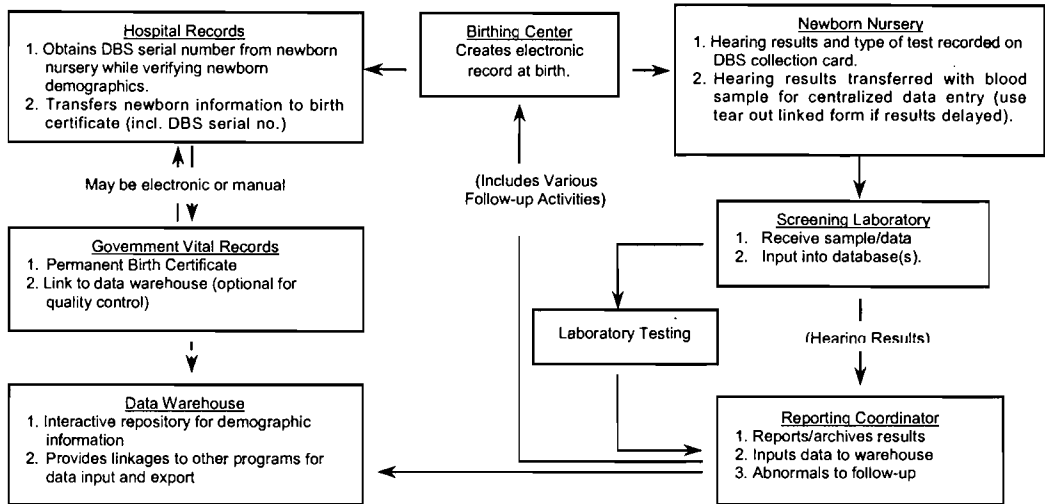 Hospital Records
1. Obtains DBS serial number from newborn
nursery while verifying newborn
demographics.
2. Transfers newborn information to birth
certificate (incl. DBS serial no.)
Birthing Center
Creates electronic
record at birth.
Newborn Nursery
1. Hearing results and type of test recorded on
DBS collection card.
2. Hearing results transferred with blood
sample for centralized data entry (use
tear out linked form if results delayed).
May be electronic or manual
(Includes Various
Follow-up Activities)
Government Vital Records
1. Permanent Birth Certificate
2. Link to data warehouse (optional for
quality control)
Screening Laboratory
1. Receive sample/data
2. Input into database(s).
Laboratory Testing
(Hearing Results)
Data Warehouse
1. Interactive repository for demographic
information
2. Provides linkages to other programs for
data input and export
Reporting Coordinator
1. Reports/archives results
2. Inputs data to warehouse
3. Abnormals to follow-up